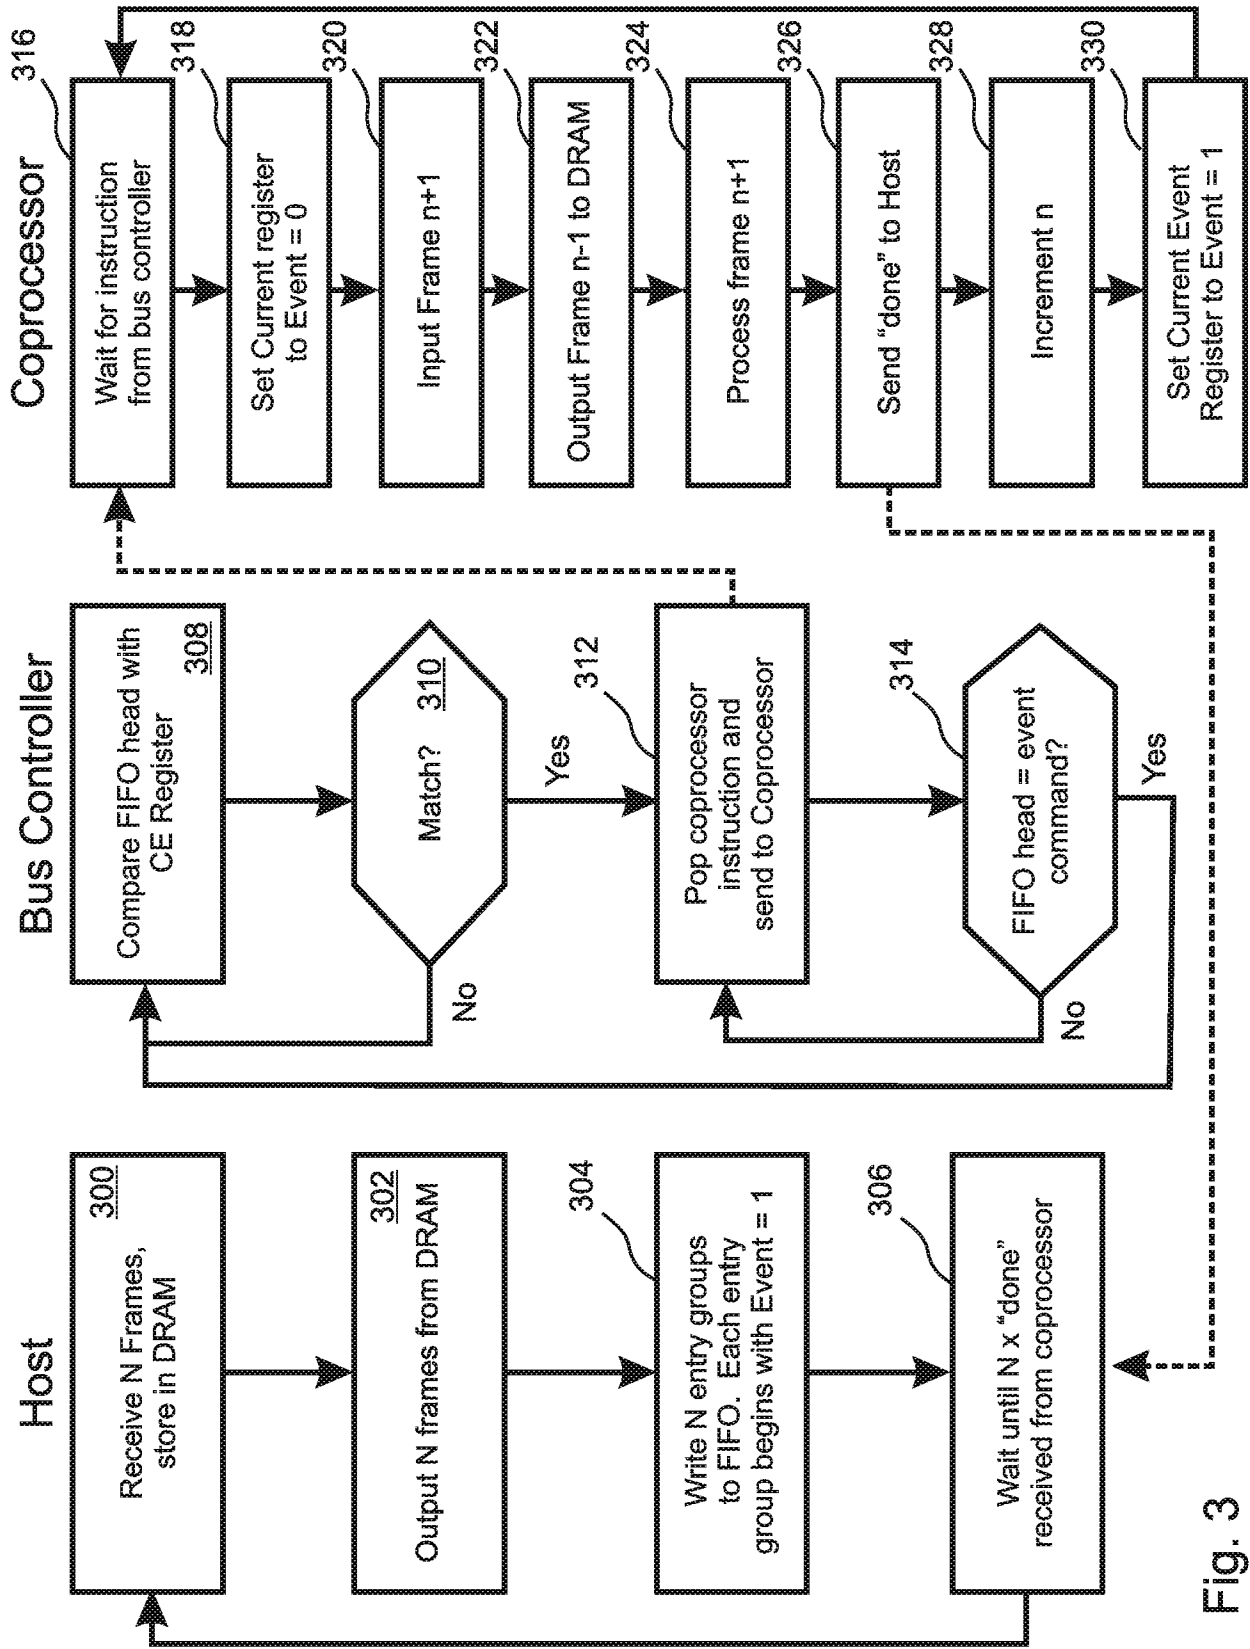 Host
Receive N Frames,
store in DRAM
300
Output N frames from DRAM
302
Write N entry groups
to FIFO. Each entry
group begins with Event = 1
304
Wait until N x “done”
received from coprocessor
306
Bus Controller
Compare FIFO head with
CE Register
308
Match?
310
No
Yes
Pop coprocessor
instruction and
send to Coprocessor
312
FIFO head = event
command?
314
No
Yes
Coprocessor
Wait for instruction
from bus controller
316
Set Current register
to Event = 0
318
Input Frame n+1
320
Output Frame n-1 to DRAM
322
Process frame n+1
324
Send “done” to Host
326
Increment n
328
Set Current Event
Register to Event = 1
330
Fig. 3